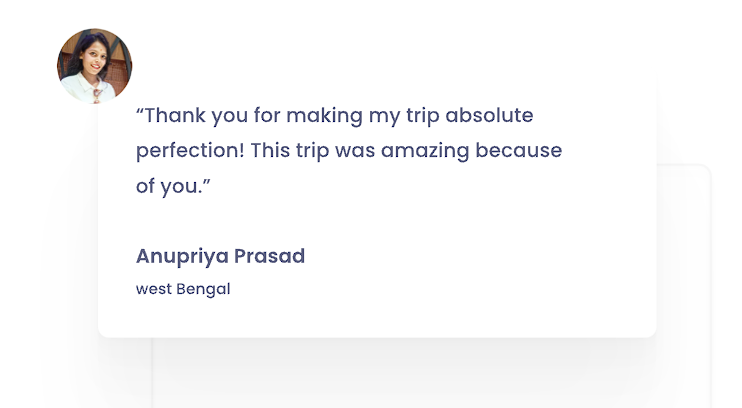 “Thank you for making my trip absolute
perfection! This trip was amazing because
of you.”
Anupriya Prasad
west Bengal